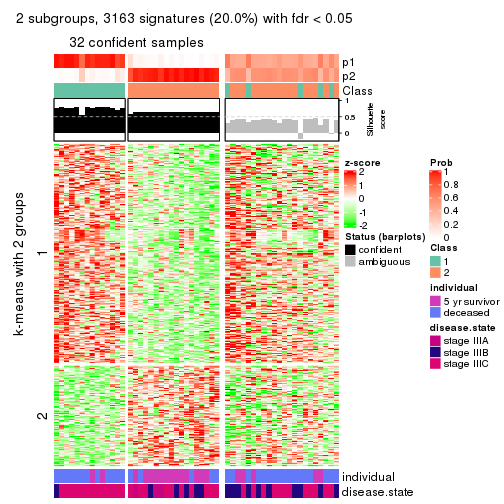 2 subgroups, 3163 signatures (20.0%) with fdr < 0.05
32 confident samples
p1
p2
Class
1
0.5
0
Silhouette
score
k-means with 2 groups
1
2
individual
disease.state
z-score
2
1
0
-1
-2
Status (barplots)
confident
ambiguous
Prob
1
0.8
0.6
0.4
0.2
0
Class
1
2
individual
5 yr survivor
deceased
disease.state
stage IIIA
stage IIIB
stage IIIC